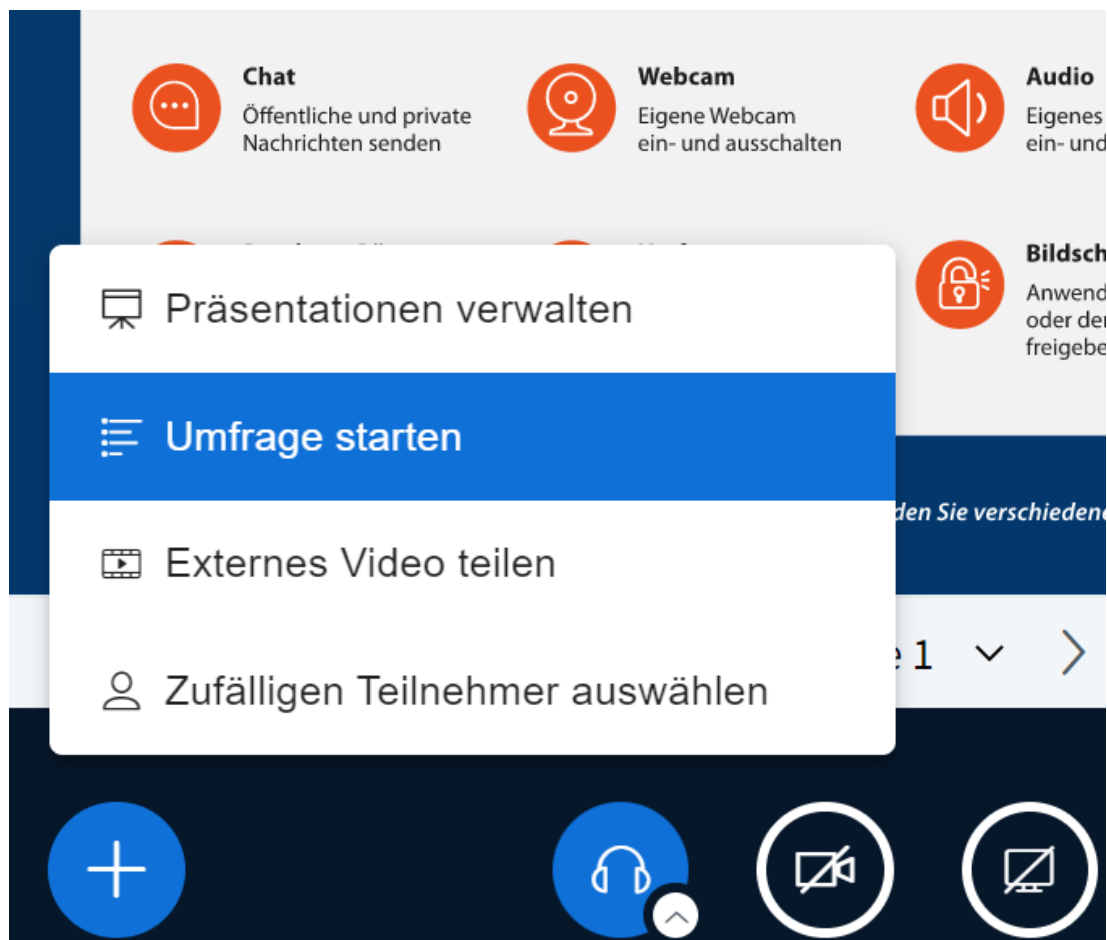 Chat
Öffentliche und private
Nachrichten senden
Webcam
Eigene Webcam
ein- und ausschalten
Audio
Eigenes
ein- und
Präsentationen verwalten
Umfrage starten
Externes Video teilen
Zufälligen Teilnehmer auswählen
Bildsch
Anwend
oder der
freigebe
den Sie verschiedene
1